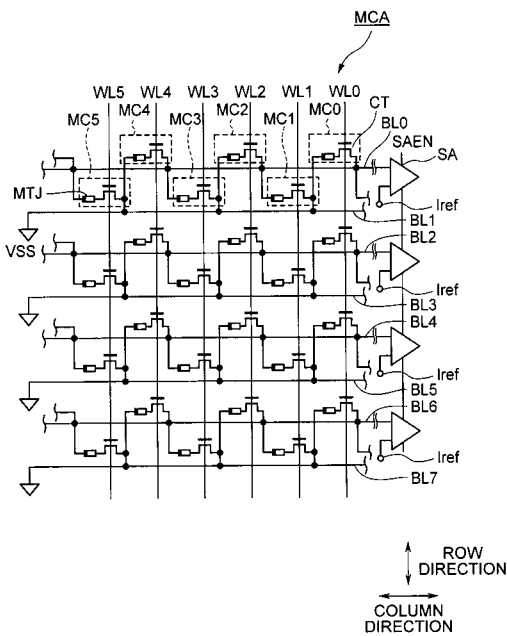 MCA
WL5 WL4 WL3 WL2 WL1 WL0
MC4 MC2 MC0 CT
MC5 MC3 MC1 BL0
SAEN
SA
MTJ
Iref
BL1
BL2
VSS
Iref
BL3
BL4
Iref
BL5
BL6
Iref
BL7
ROW
DIRECTION
COLUMN
DIRECTION